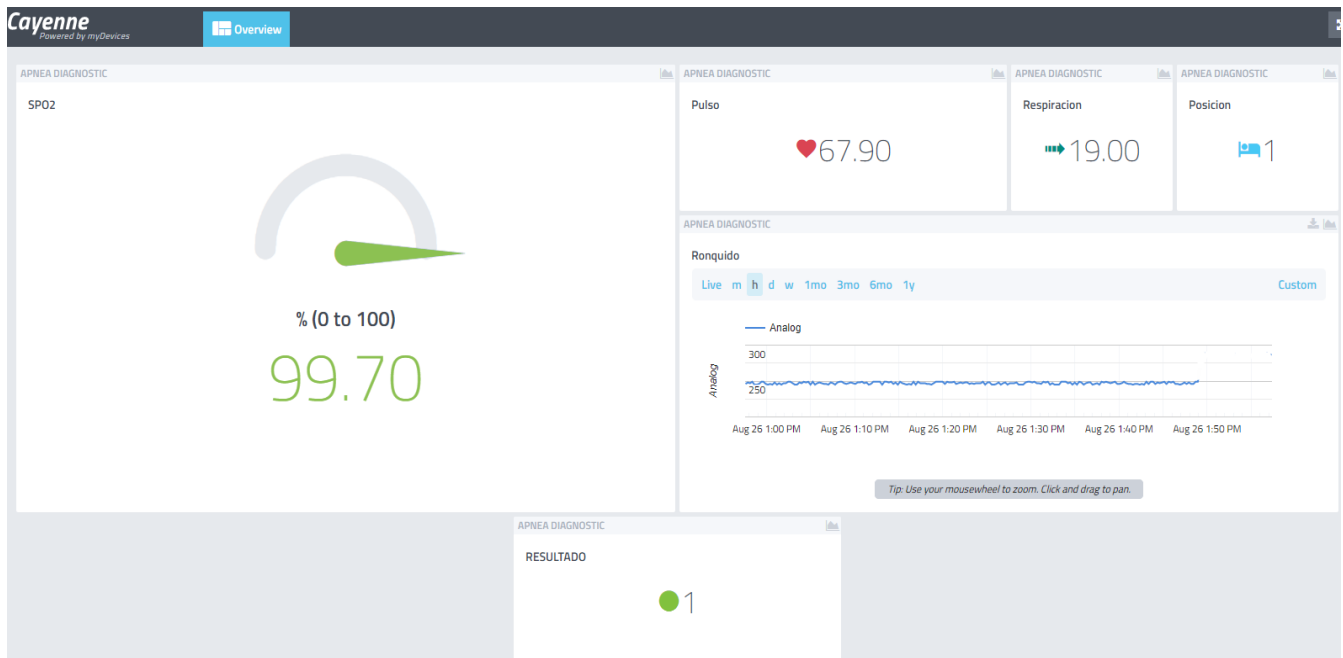 Cayenne
Powered by myDevices
Overview
APNEA DIAGNOSTIC
SPO2
% (0 to 100)
99.70
APNEA DIAGNOSTIC
Pulso
67.90
APNEA DIAGNOSTIC
Respiracion
19.00
APNEA DIAGNOSTIC
Posicion
1
APNEA DIAGNOSTIC
Ronquido
Live m h d w 1mo 3mo 6mo 1y Custom
Analog
300
Analog
250
Aug 26 1:00 PM Aug 26 1:10 PM Aug 26 1:20 PM Aug 26 1:30 PM Aug 26 1:40 PM Aug 26 1:50 PM
Tip: Use your mousewheel to zoom. Click and drag to pan.
APNEA DIAGNOSTIC
RESULTADO
1